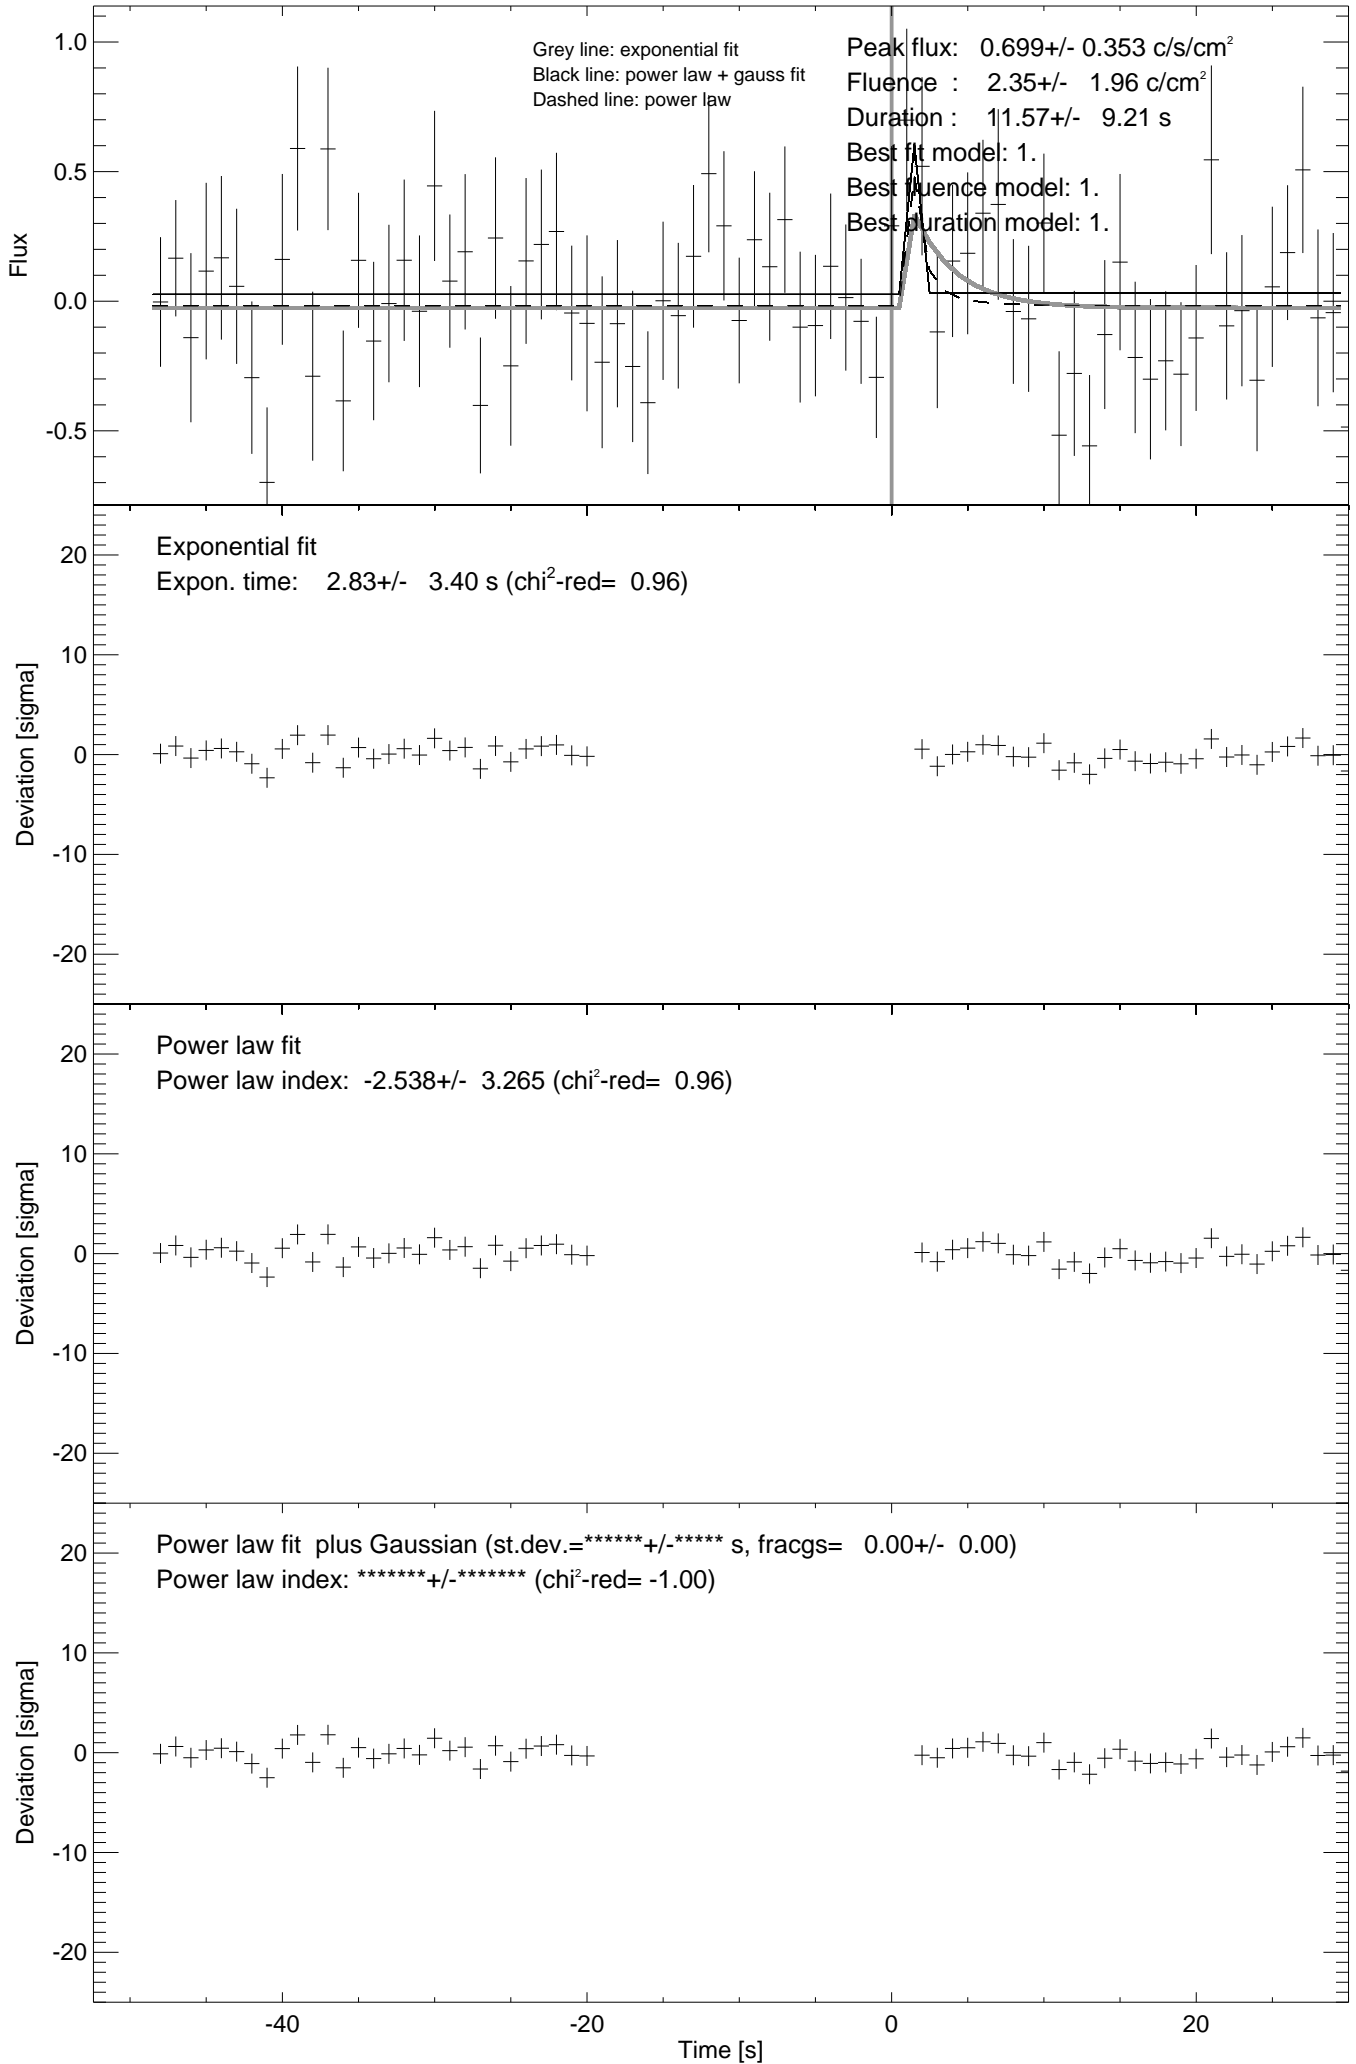 Grey line: exponential fit
Black line: power law + gauss fit
Dashed line: power law
Peak flux: 0.699+/- 0.353 c/s/cm²
Fluence : 2.35+/- 1.96 c/cm²
Duration : 11.57+/- 9.21 s
Best fit model: 1.
Best fluence model: 1.
Best duration model: 1.
1.0
0.5
0.0
-0.5
Flux
Exponential fit
Expon. time: 2.83+/- 3.40 s (chi²-red= 0.96)
20
10
0
-10
-20
Deviation [sigma]
Power law fit
Power law index: -2.538+/- 3.265 (chi²-red= 0.96)
20
10
0
-10
-20
Deviation [sigma]
Power law fit plus Gaussian (st.dev.=******+/-***** s, fracgs= 0.00+/- 0.00)
Power law index: *******+/-******* (chi²-red= -1.00)
20
10
0
-10
-20
Deviation [sigma]
-40 -20 0 20
Time [s]